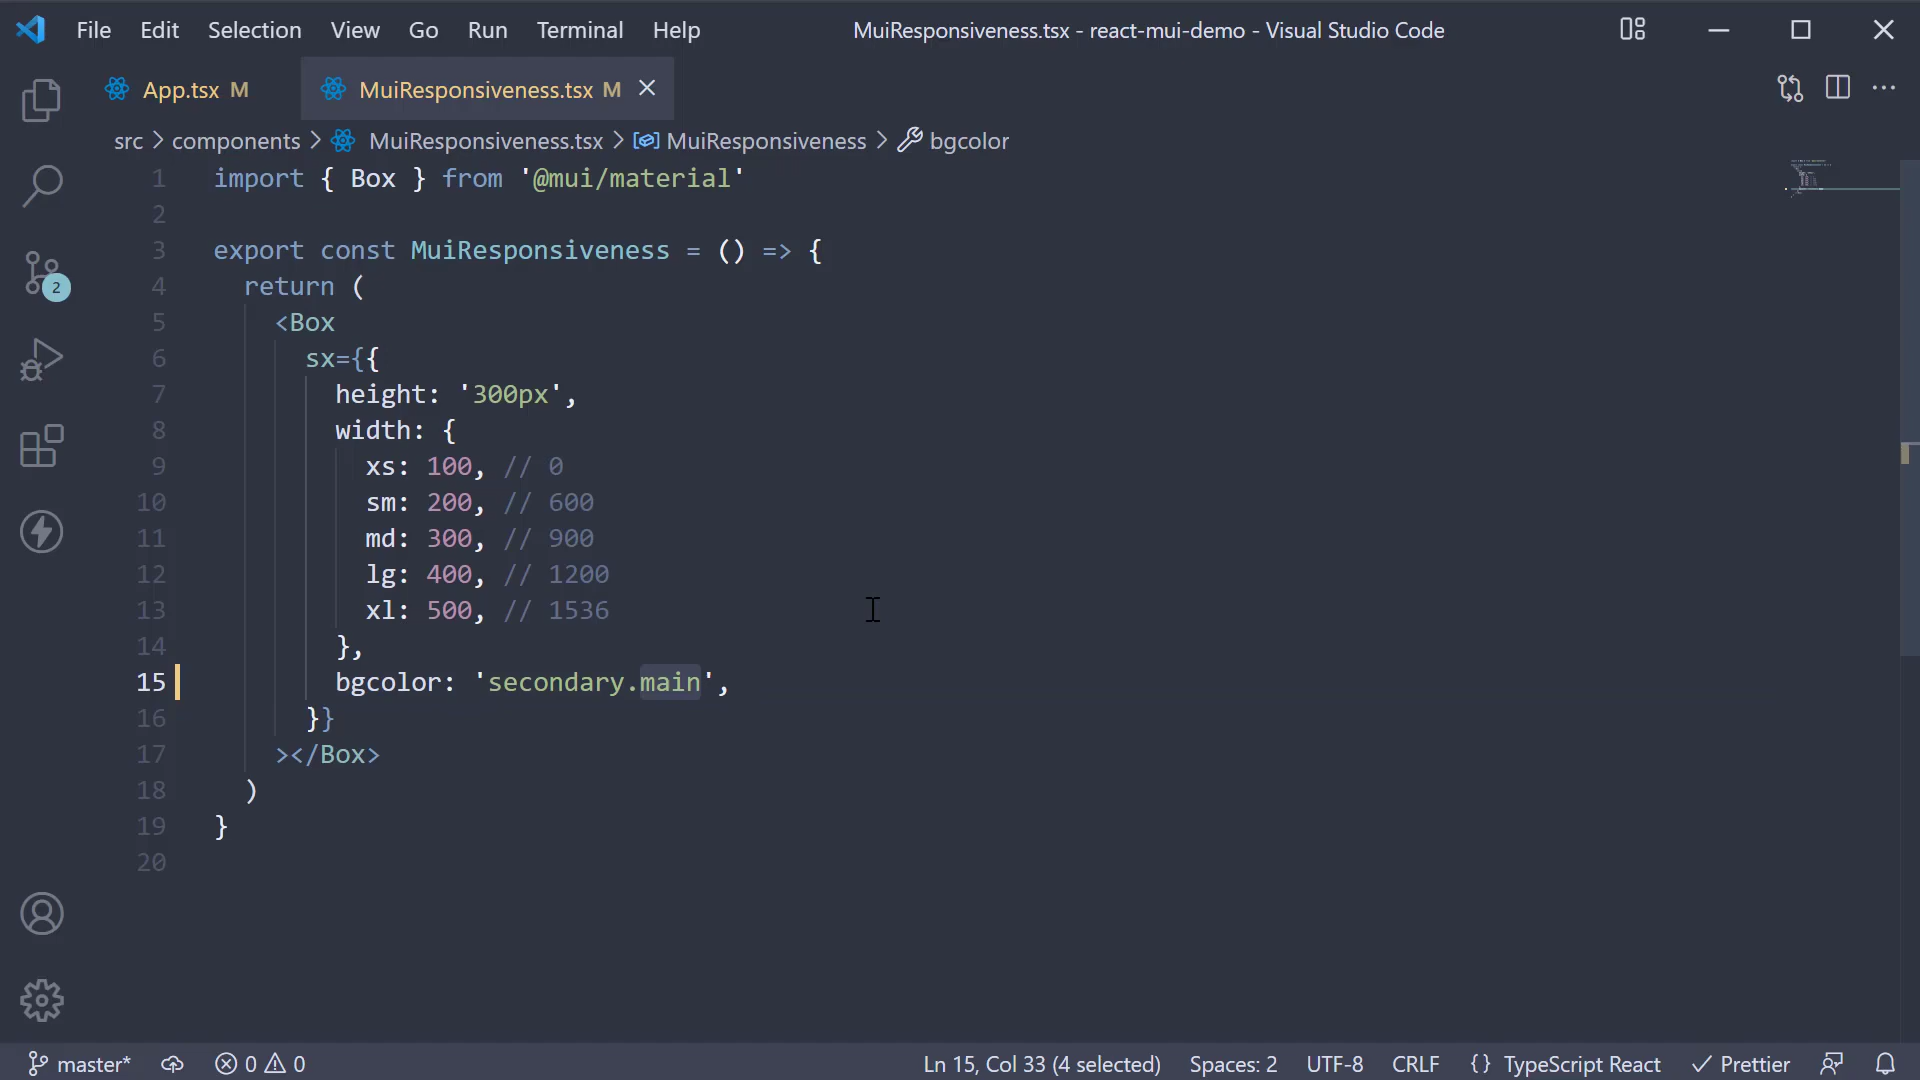 File Edit Selection View Go Run Terminal Help MuiResponsiveness.tsx - react-mui-demo - Visual Studio Code
App.tsx M MuiResponsiveness.tsx M
src > components > MuiResponsiveness.tsx > MuiResponsiveness > bgcolor
1 import { Box } from '@mui/material'
2
3 export const MuiResponsiveness = () => {
4 return (
5 <Box
6 sx={{
7 height: '300px',
8 width: {
9 xs: 100, // 0
10 sm: 200, // 600
11 md: 300, // 900
12 lg: 400, // 1200
13 xl: 500, // 1536
14 },
15 bgcolor: 'secondary.main',
16 }}
17 ></Box>
18 )
19 }
20
2
master* 0 0 Ln 15, Col 33 (4 selected) Spaces: 2 UTF-8 CRLF {} TypeScript React Prettier